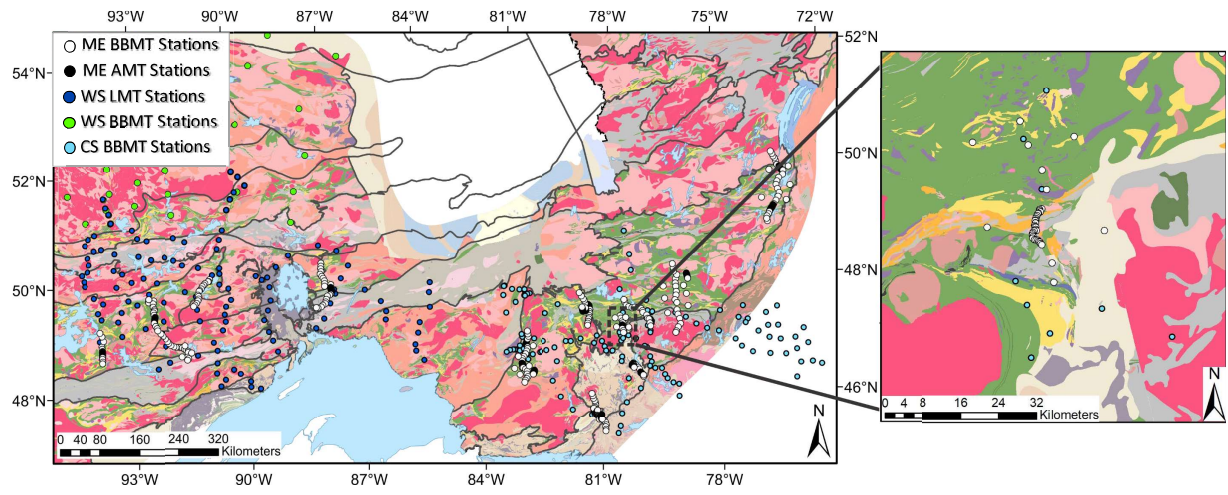 93°W 90°W 87°W 84°W 81°W 78°W 75°W 72°W
ME BBMT Stations
ME AMT Stations
WS LMT Stations
WS BBMT Stations
CS BBMT Stations
54°N
52°N
50°N
48°N
52°N
50°N
48°N
46°N
0 40 80 160 240 320
Kilometers
N
93°W 90°W 87°W 84°W 81°W 78°W
0 4 8 16 24 32
Kilometers
N